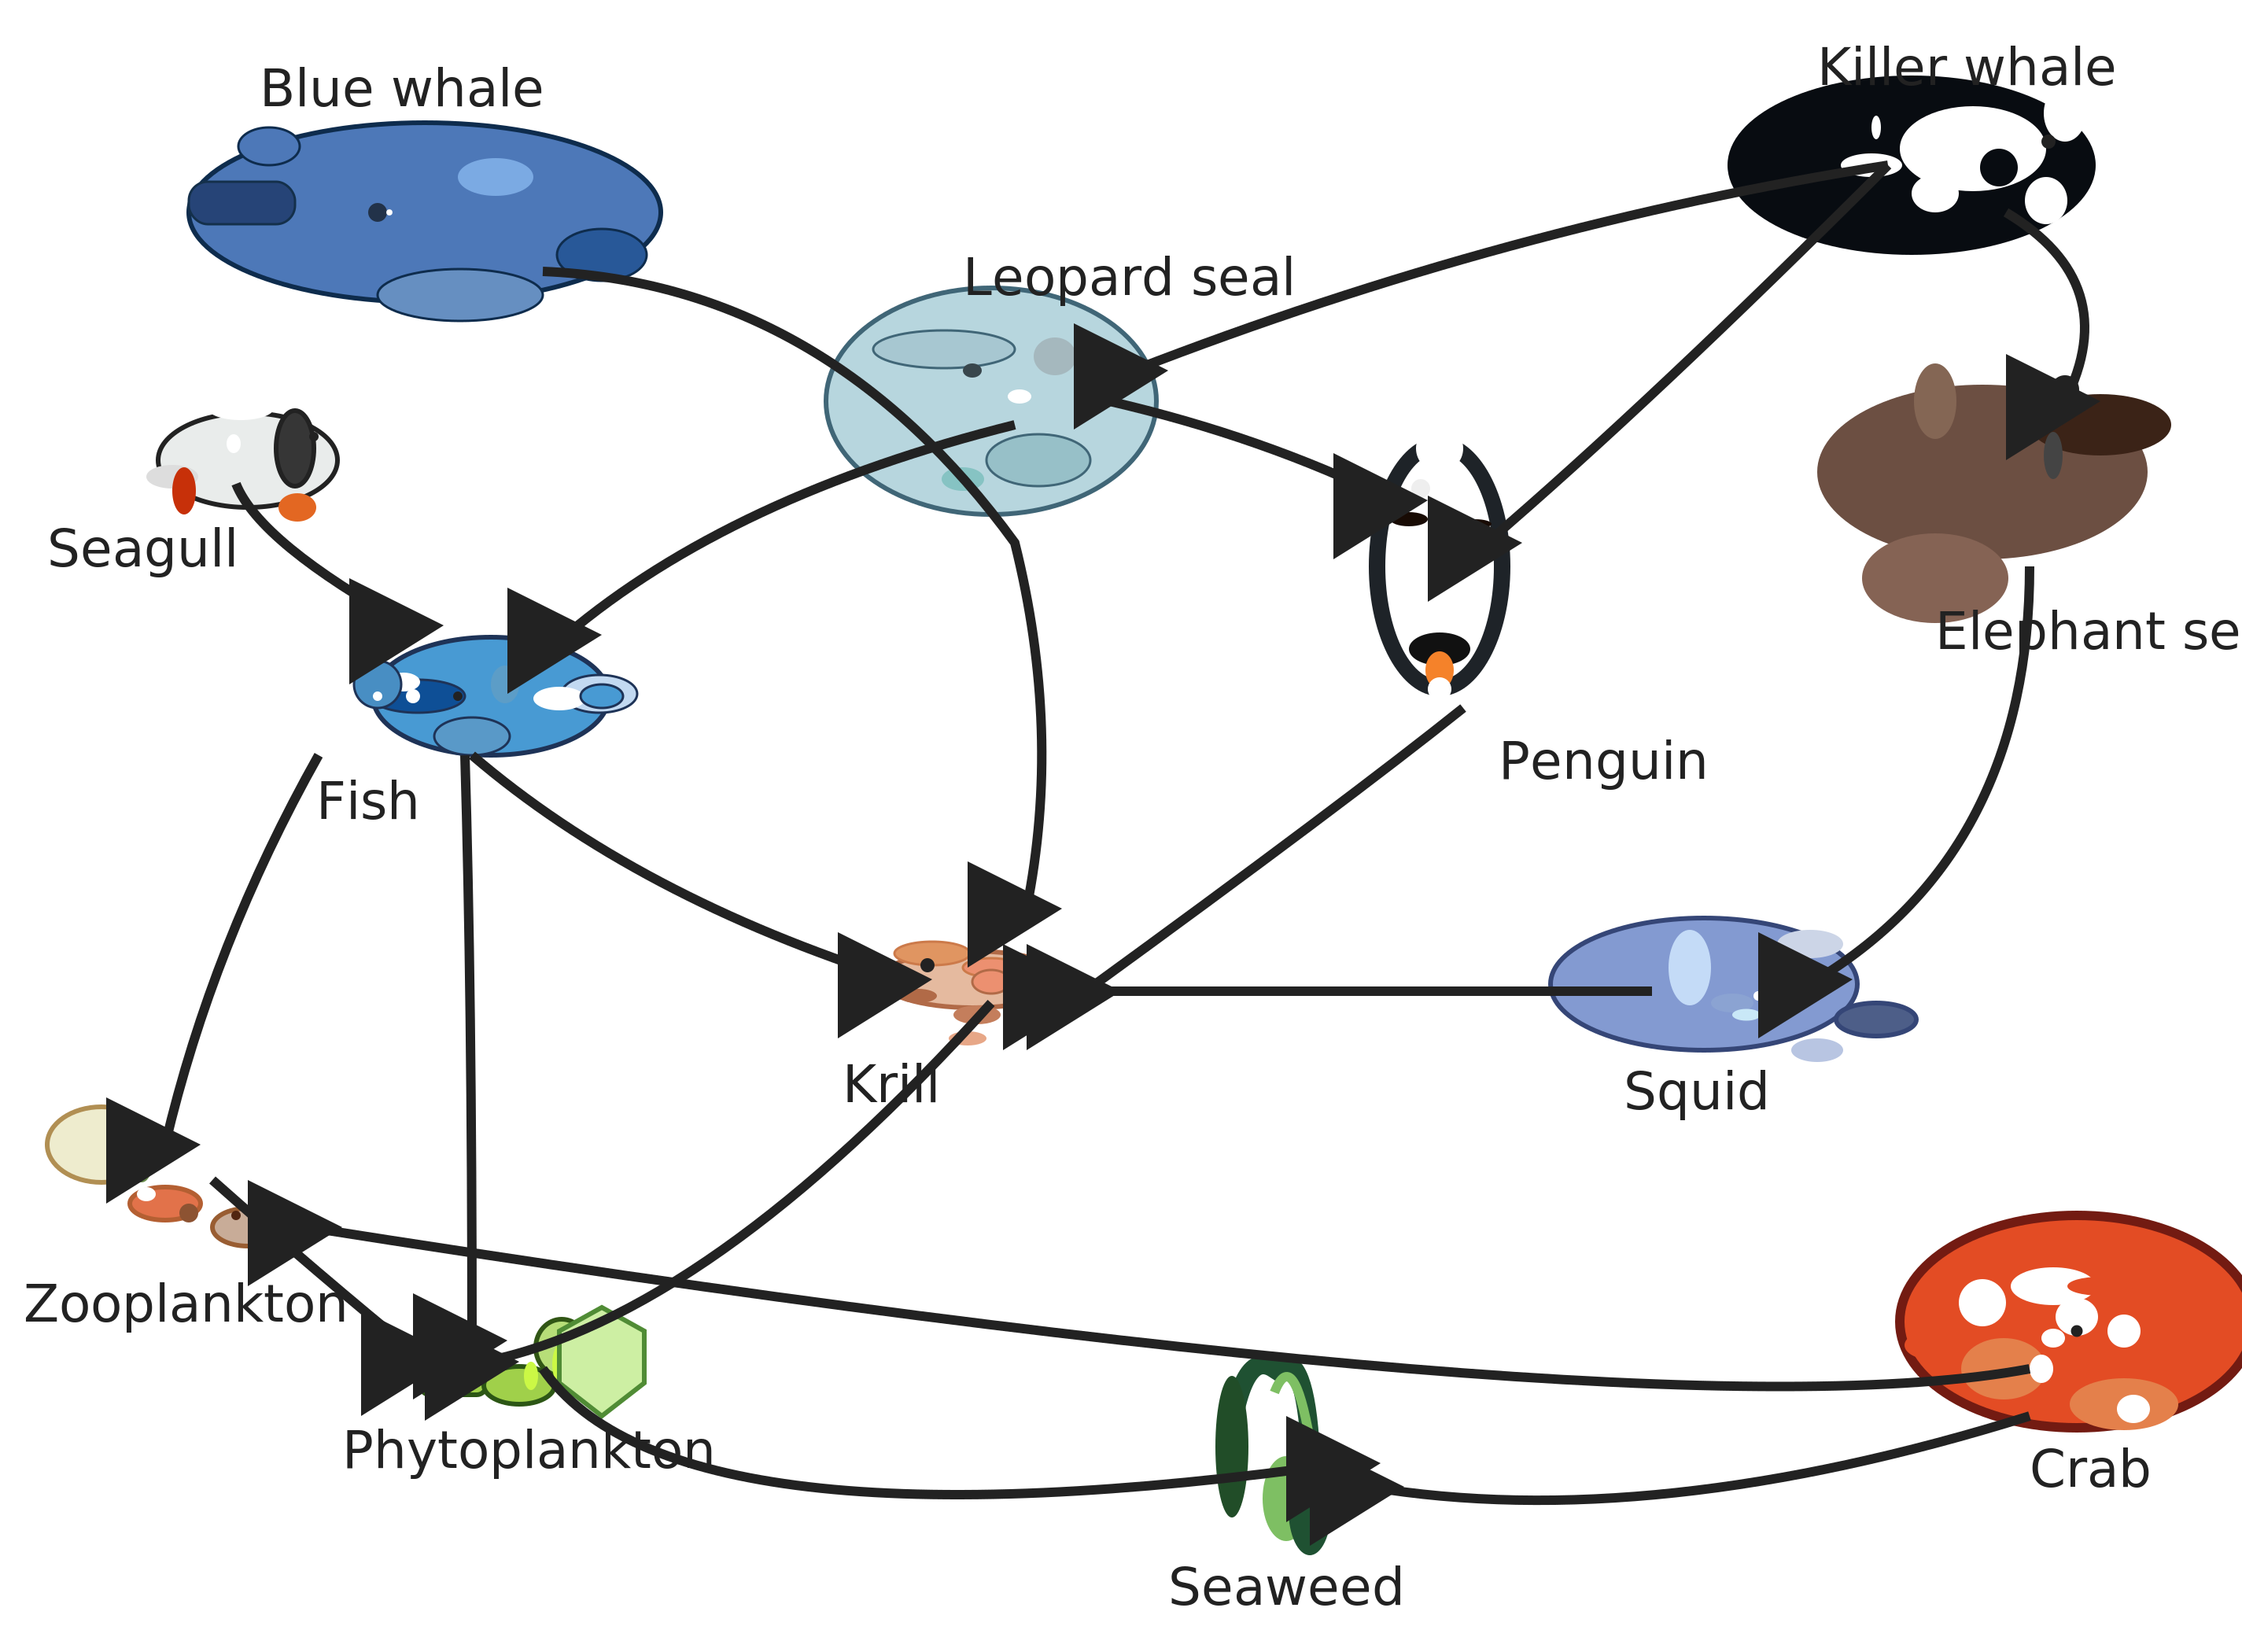 Killer whale
Blue whale
Leopard seal
Seagull
Elephant se
Penguin
Fish
Krill
Squid
Zooplankton
Phytoplankton
Crab
Seaweed